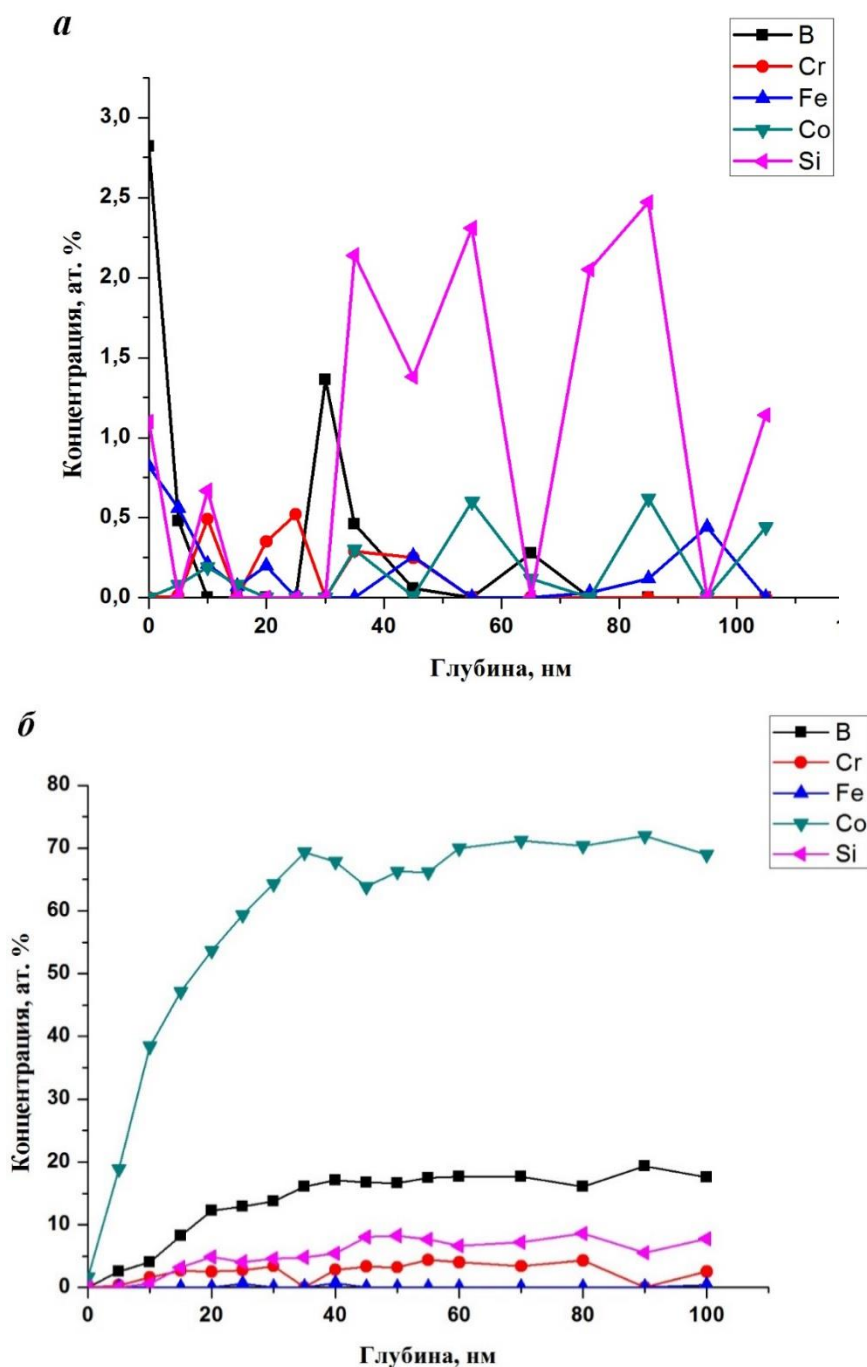 а
B
Cr
Fe
Co
Si
3,0
2,5
2,0
1,5
1,0
0,5
0,0
Концентрация, ат. %
0 20 40 60 80 100
Глубина, нм
б
B
Cr
Fe
Co
Si
80
70
60
50
40
30
20
10
0
Концентрация, ат. %
0 20 40 60 80 100
Глубина, нм